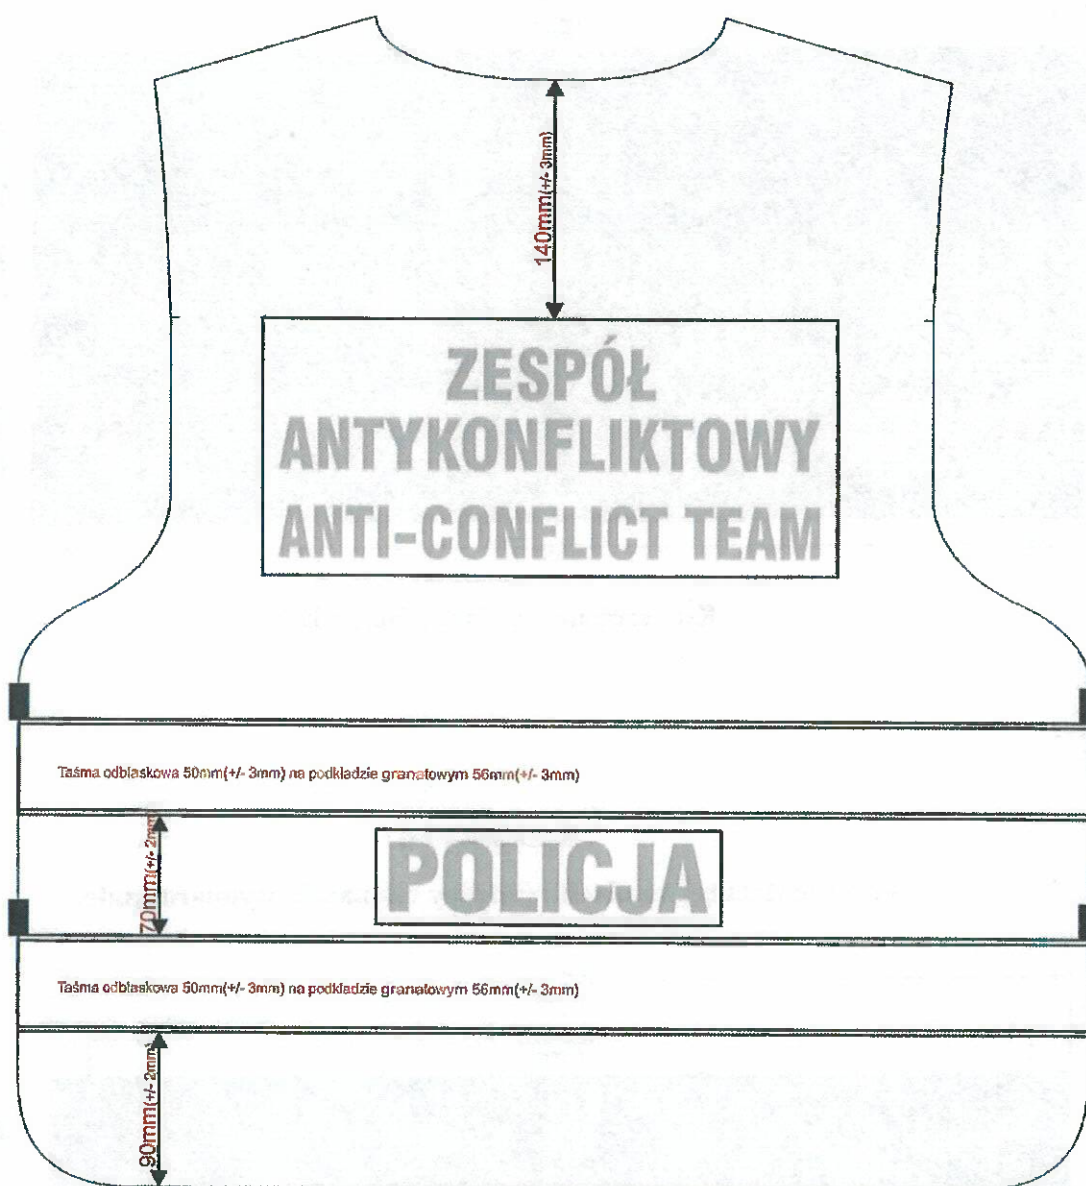 140mm(+/- 3mm)
ZESPÓŁ
ANTYKONFLIKTOWY
ANTI-CONFLICT TEAM
Taśma odblaskowa 50mm(+/- 3mm) na podkładzie granatowym 56mm(+/- 3mm)
70mm(+/- 2mm)
POLICJA
Taśma odblaskowa 50mm(+/- 3mm) na podkładzie granatowym 56mm(+/- 3mm)
90mm(+/- 2mm)